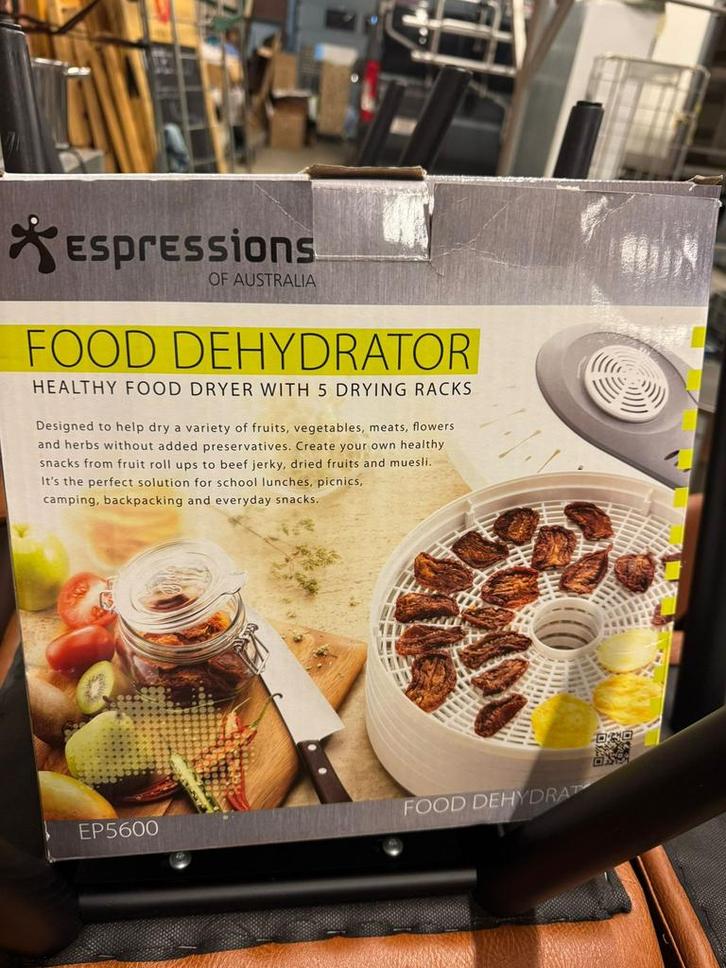 espressions
OF AUSTRALIA
FOOD DEHYDRATOR
HEALTHY FOOD DRYER WITH 5 DRYING RACKS
Designed to help dry a variety of fruits, vegetables, meats, flowers
and herbs without added preservatives. Create your own healthy
snacks from fruit roll ups to beef jerky, dried fruits and muesli.
It's the perfect solution for school lunches, picnics,
camping, backpacking and everyday snacks.
FOOD DEHYDRAT
EP5600